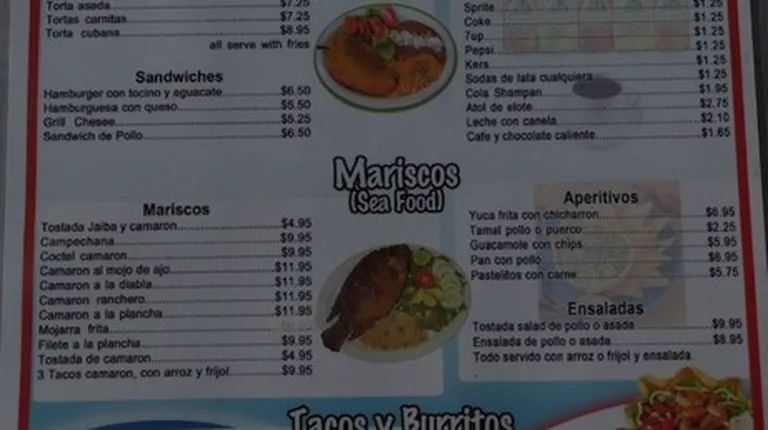 Torta asada $7.25
Tortas carnitas $7.25
Torta cubana $8.95
all serve with fries
Sandwiches
Hamburger con tocino y aguacate $6.50
Hamburguesa con queso $5.50
Grill Chesee $5.25
Sandwich de Pollo $6.50
Sprite $1.25
Coke $1.25
7up $1.25
Pepsi $1.25
Kers $1.25
Sodas de lata cualquiera $1.25
Cola Shampan $1.95
Atol de elote $2.75
Leche con canela $2.10
Cafe y chocolate caliente $1.65
Mariscos
(Sea Food)
Mariscos
Tostada Jaiba y camaron $4.95
Campechana $9.95
Coctel camaron $9.95
Camaron al mojo de ajo $11.95
Camaron a la diabla $11.95
Camaron ranchero $11.95
Camaron a la plancha $11.95
Mojarra frita
Filete a la plancha $9.95
Tostada de camaron $4.95
3 Tacos camaron, con arroz y frijol $9.95
Aperitivos
Yuca frita con chicharron $8.95
Tamal pollo o puerco $2.25
Guacamole con chips $5.95
Pan con pollo $6.95
Pastelitos con carne $5.75
Ensaladas
Tostada salad de pollo o asada $9.95
Ensalada de pollo o asada $8.95
Todo servido con arroz o frijol y ensalada
Tacos y Burritos